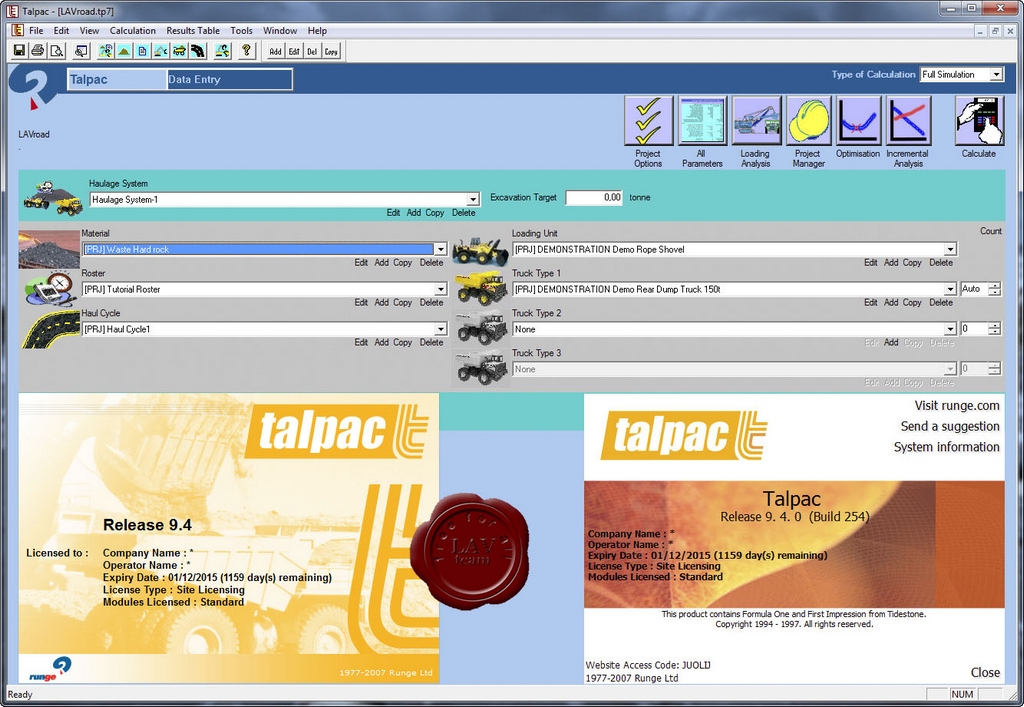 Talpac - [LAVroad.tp7]
File Edit View Calculation Results Table Tools Window Help
Add Edit Del Copy
Talpac Data Entry
Type of Calculation Full Simulation
LAVroad
Project Options
All Parameters
Loading Analysis
Project Manager
Optimisation
Incremental Analysis
Calculate
Haulage System
Haulage System-1
Excavation Target 0.00 tonne
Edit Add Copy Delete
Material
[PRJ] Waste Hard rock
Edit Add Copy Delete
Roster
[PRJ] Tutorial Roster
Edit Add Copy Delete
Haul Cycle
[PRJ] Haul Cycle1
Edit Add Copy Delete
Loading Unit
Count
[PRJ] DEMONSTRATION Demo Rope Shovel
Edit Add Copy Delete
Truck Type 1
[PRJ] DEMONSTRATION Demo Rear Dump Truck 150t Auto
Edit Add Copy Delete
Truck Type 2
None 0
Edit Add Copy Delete
Truck Type 3
None 0
Edit Add Copy Delete
talpac
Release 9.4
Licensed to : Company Name : *
Operator Name : *
Expiry Date : 01/12/2015 (1159 day(s) remaining)
License Type : Site Licensing
Modules Licensed : Standard
runge
1977-2007 Runge Ltd
LAV
team
talpac
Visit runge.com
Send a suggestion
System information
Talpac
Release 9. 4. 0 (Build 254)
Company Name : *
Operator Name : *
Expiry Date : 01/12/2015 (1159 day(s) remaining)
License Type : Site Licensing
Modules Licensed : Standard
This product contains Formula One and First Impression from Tidestone.
Copyright 1994 - 1997. All rights reserved.
Website Access Code: JUOLIJ
1977-2007 Runge Ltd
Close
Ready
NUM